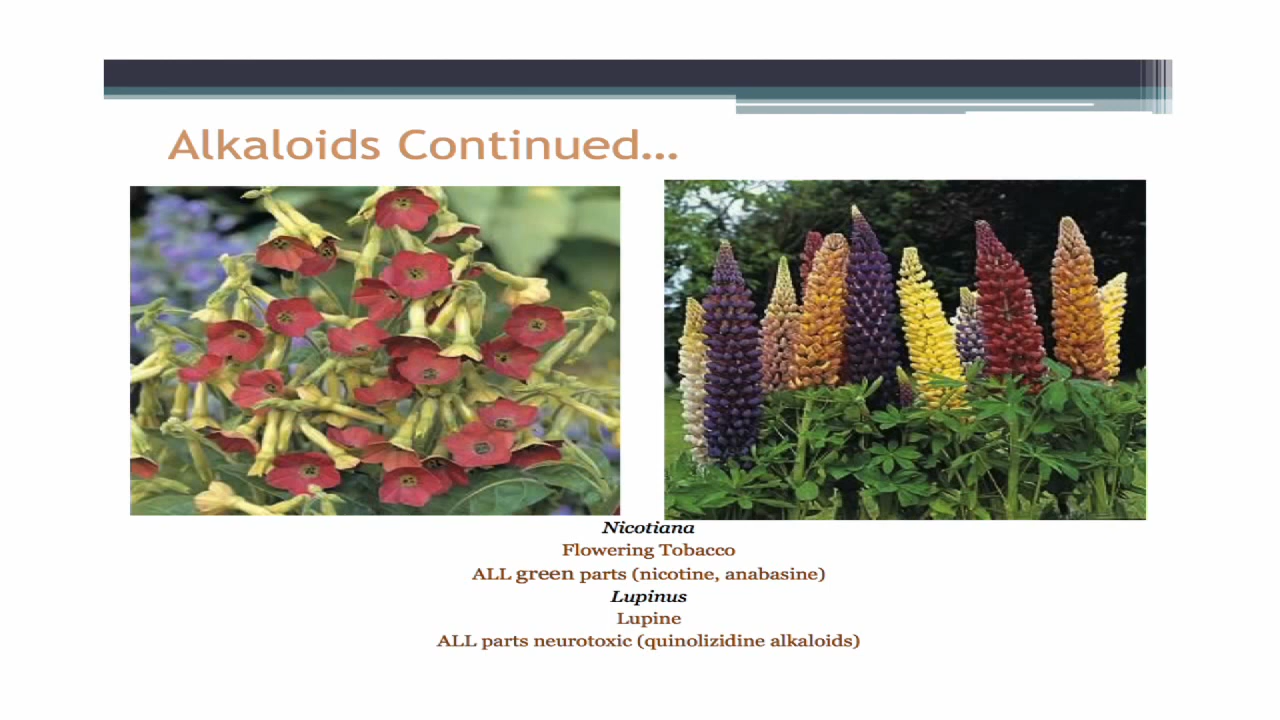 Alkaloids Continued…
Nicotiana
Flowering Tobacco
ALL green parts (nicotine, anabasine)
Lupinus
Lupine
ALL parts neurotoxic (quinolizidine alkaloids)